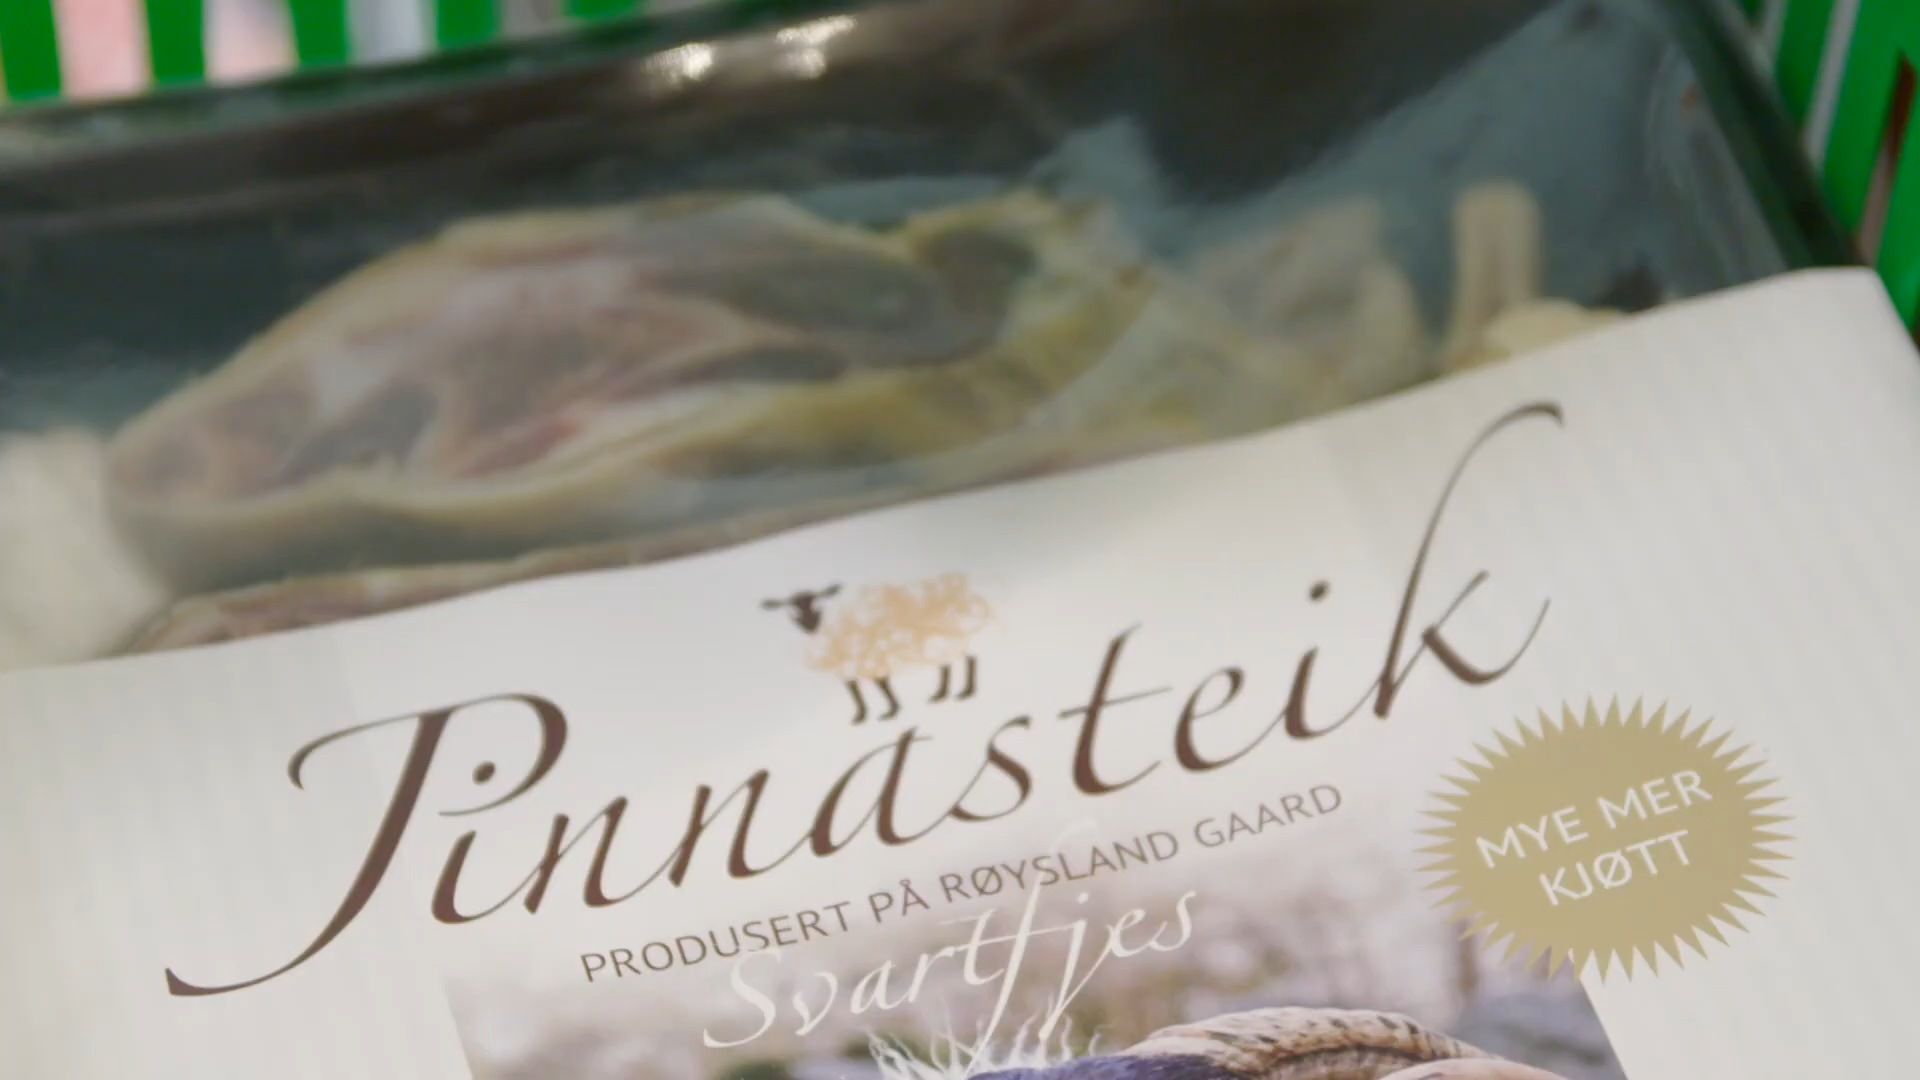 Pinnasteik
PRODUSERT PÅ RØYSLAND GAARD
Svartfjes
MYE MER
KJØTT